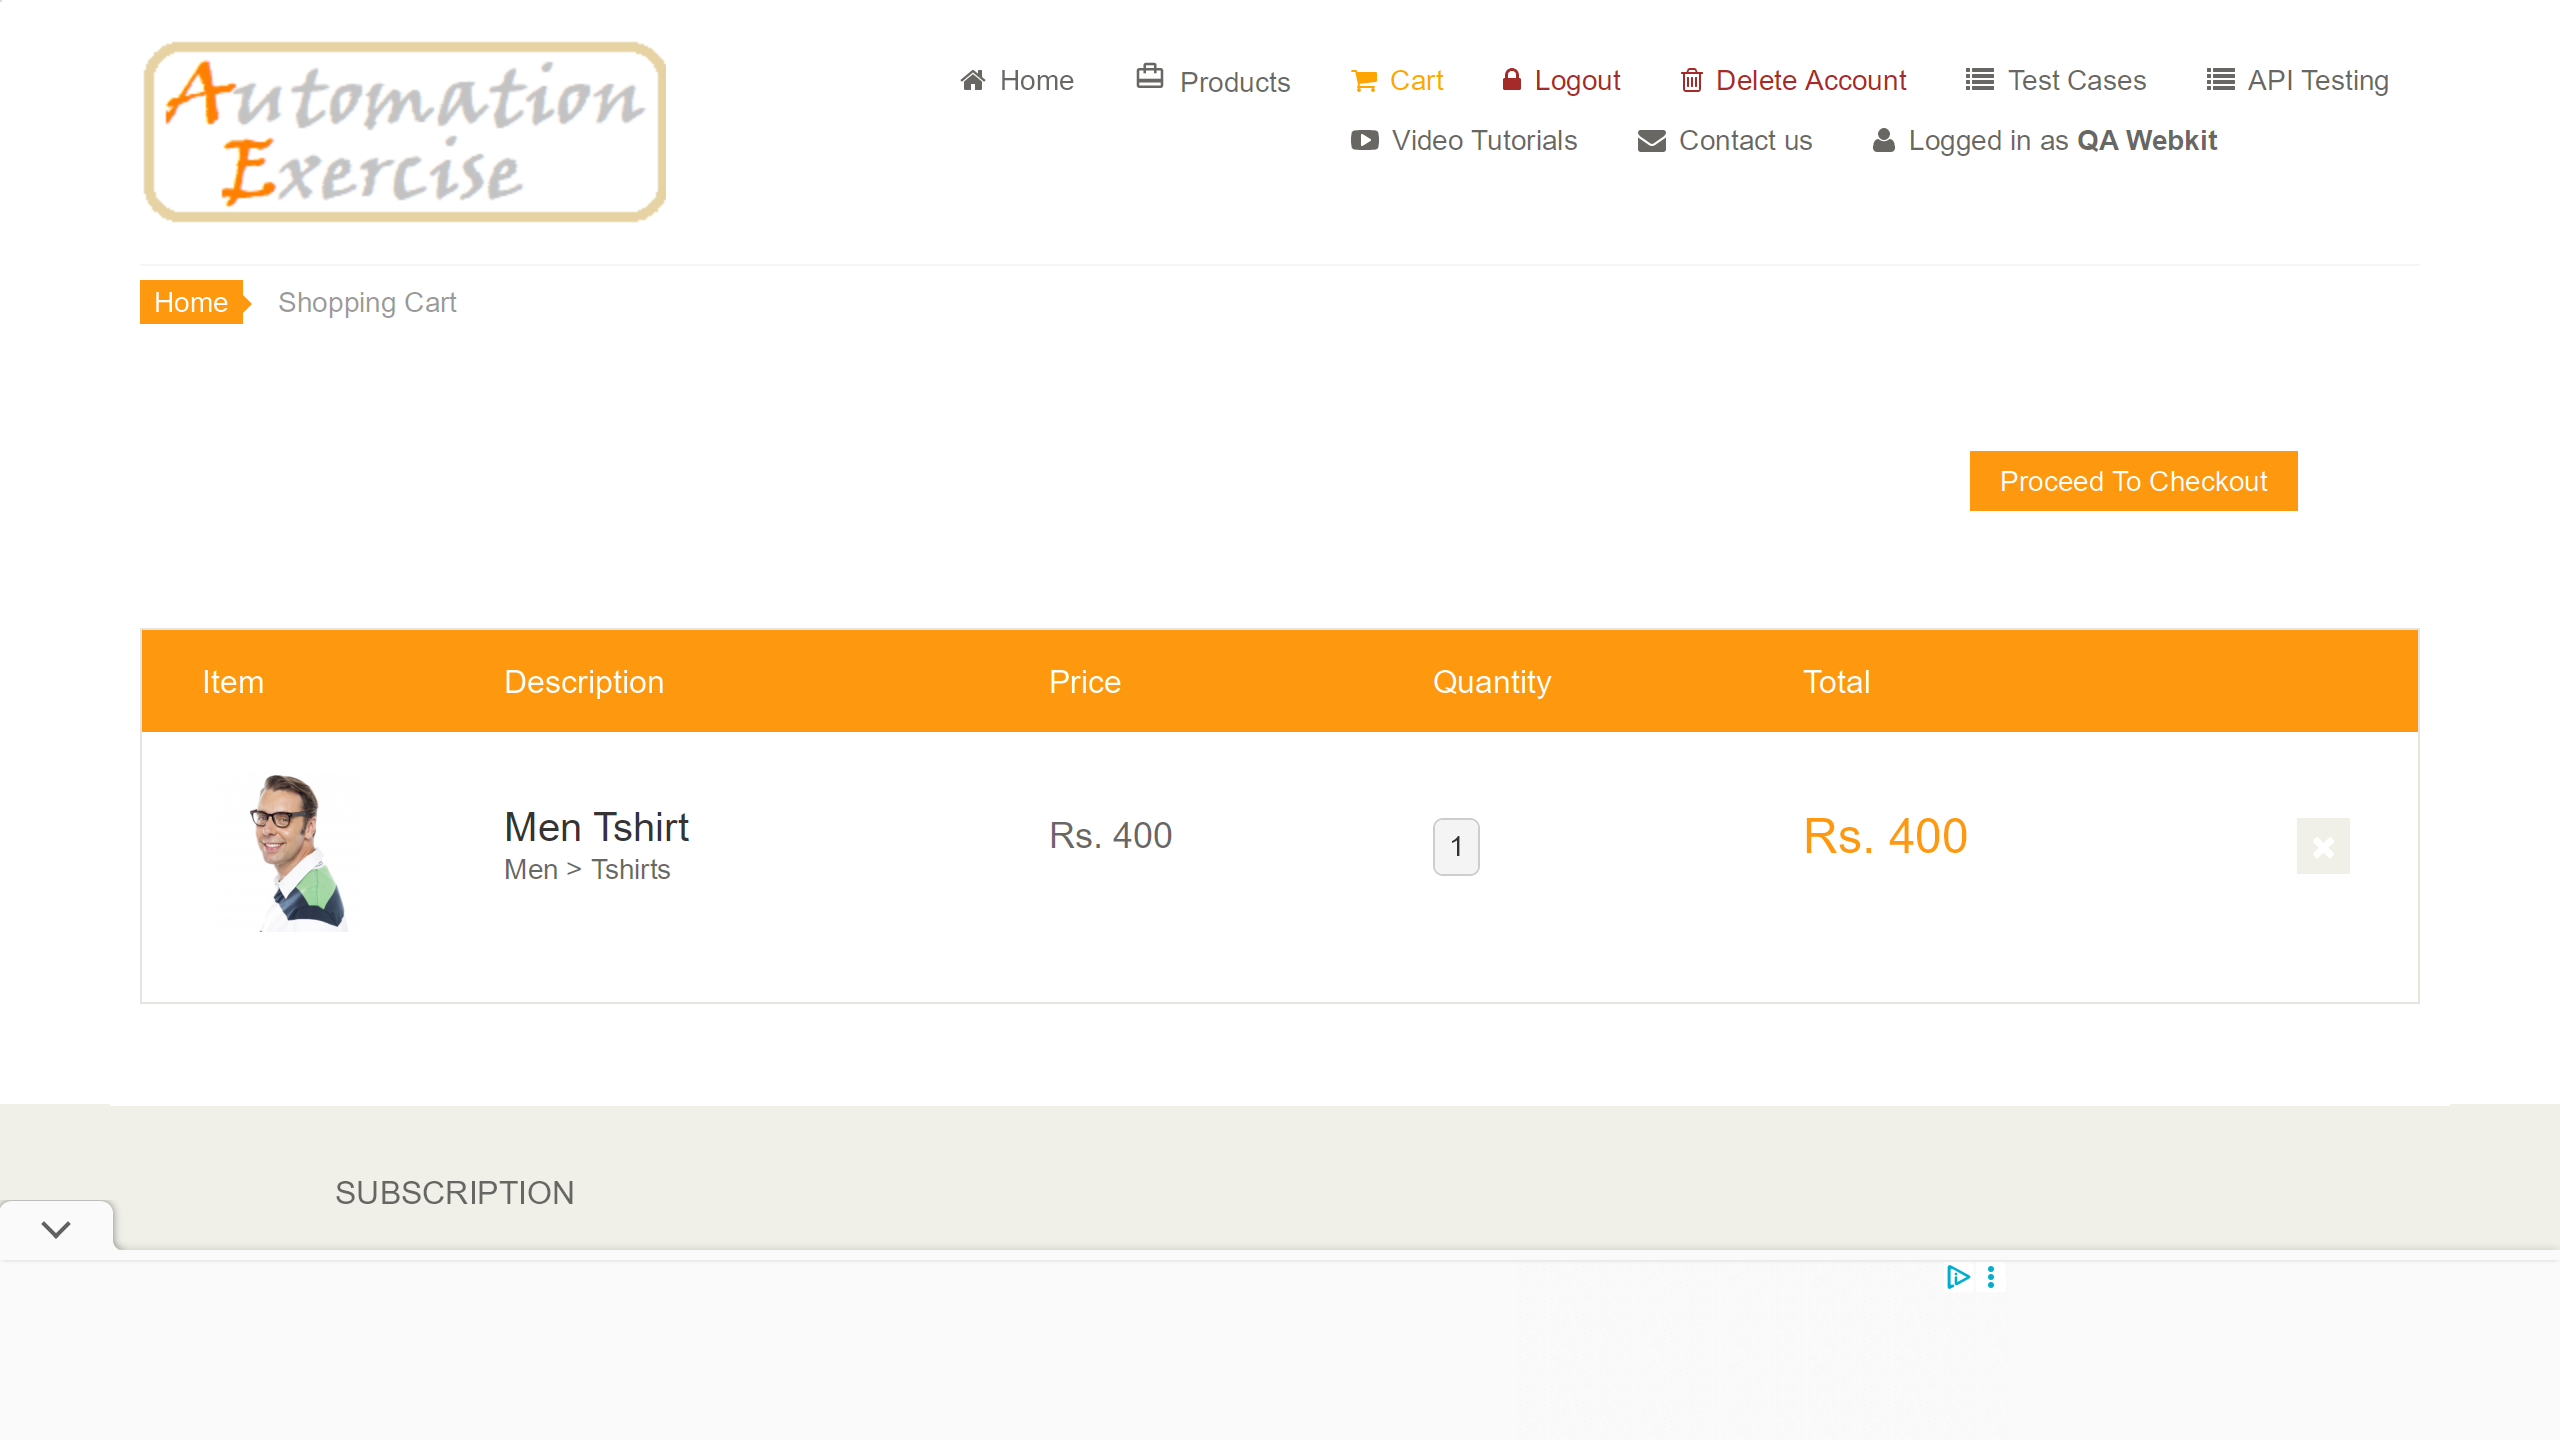 Automation
Exercise
Home
Products
Cart
Logout
Delete Account
Test Cases
API Testing
Video Tutorials
Contact us
Logged in as QA Webkit
Home
Shopping Cart
Proceed To Checkout
Item Description Price Quantity Total
Men Tshirt
Men > Tshirts
Rs. 400
1
Rs. 400
SUBSCRIPTION